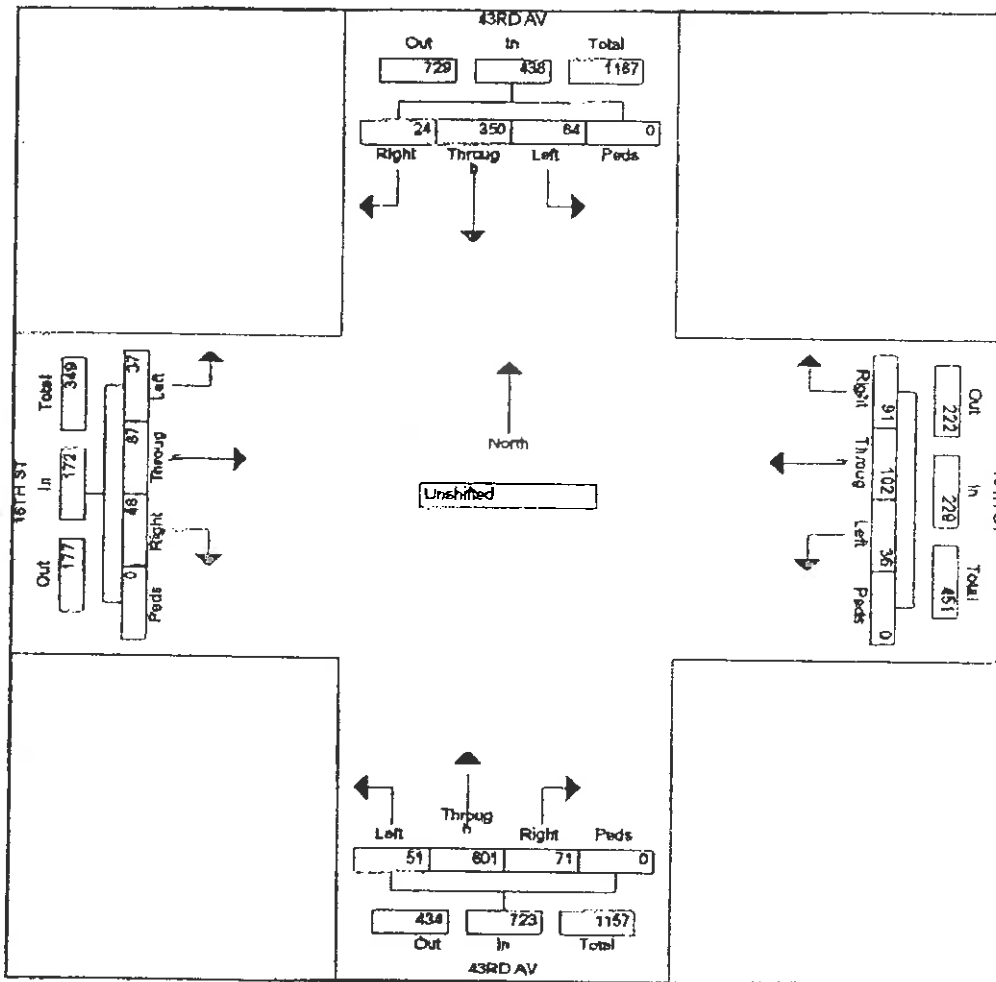 43RD AV
Out In Total
729 438 1167
24 350 64 0
Right Throug Left Peds
h
16TH ST
Total In Out
349 172 177
37 87 48 0
Left Throug Right Peds
North
Unshifted
Right Throug Left Peds
91 102 36 0
Out In Total
222 229 451
Throug
h
Left Right Peds
51 601 71 0
434 723 1157
Out In Total
43RD AV